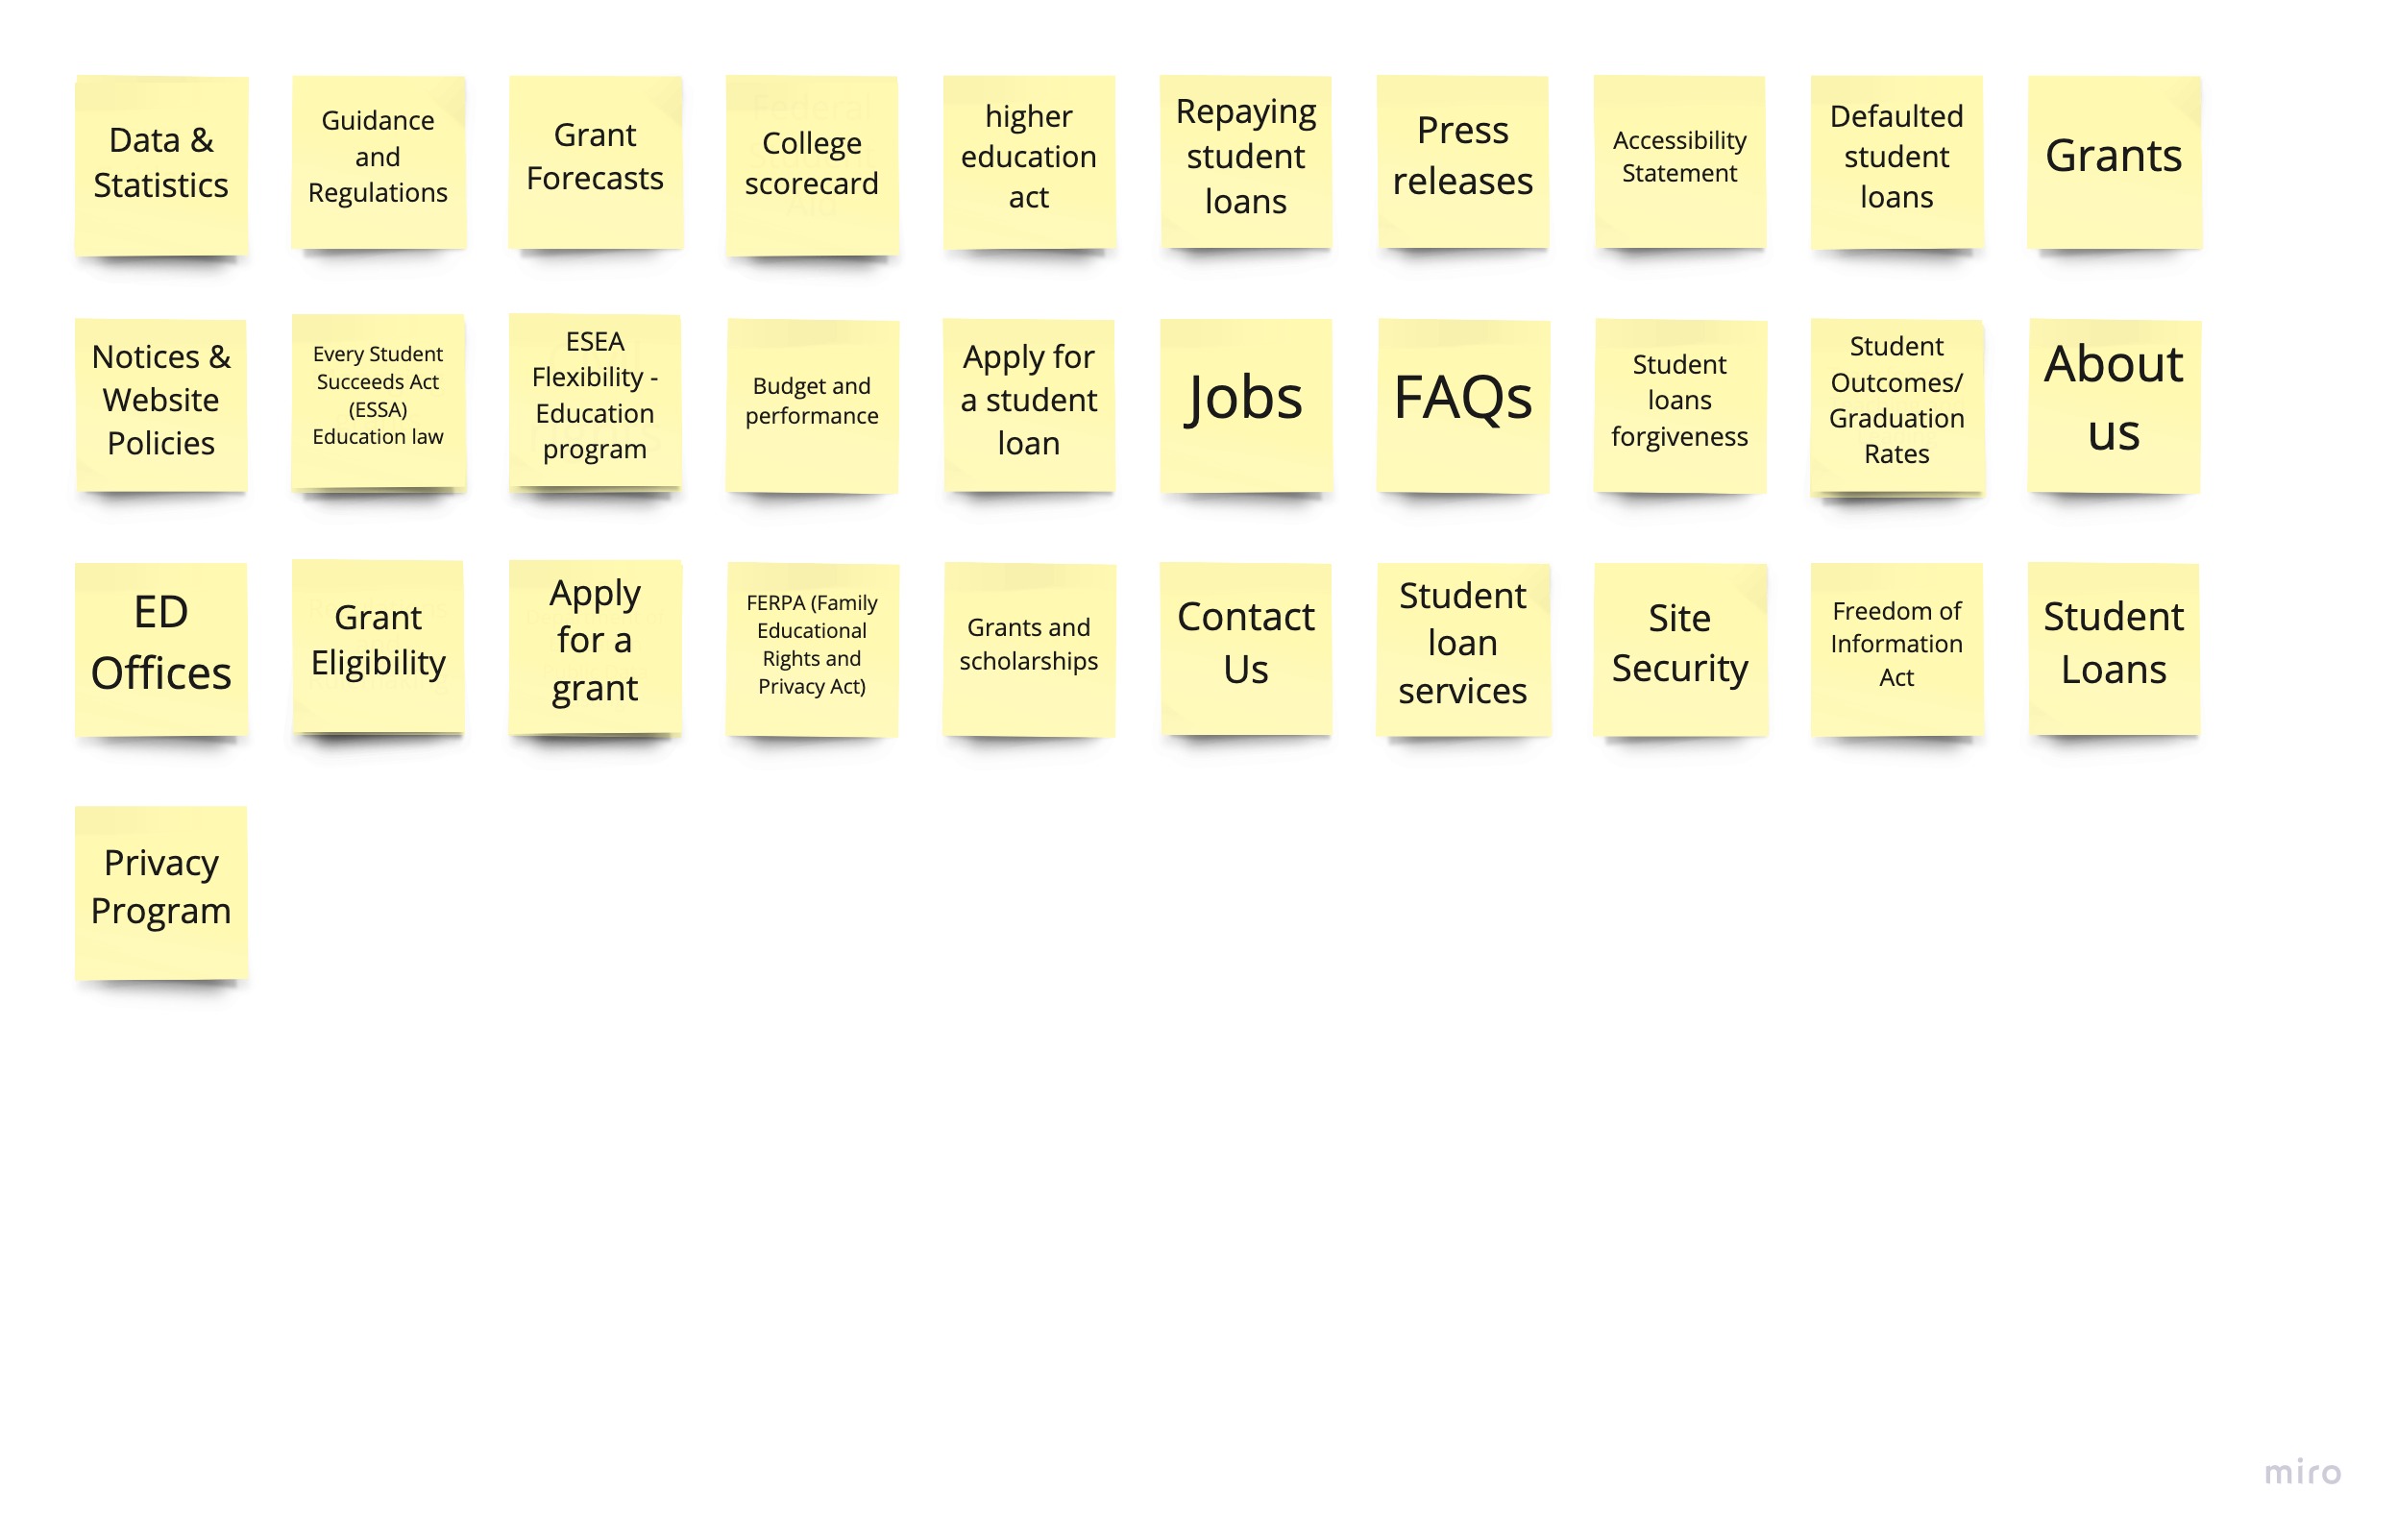 Data &
Statistics
Guidance
and
Regulations
Grant
Forecasts
College
scorecard
higher
education
act
Repaying
student
loans
Press
releases
Accessibility
Statement
Defaulted
student
loans
Grants
Notices &
Website
Policies
Every Student
Succeeds Act
(ESSA)
Education law
ESEA
Flexibility -
Education
program
Budget and
performance
Apply for
a student
loan
Jobs
FAQs
Student
loans
forgiveness
Student
Outcomes/
Graduation
Rates
About
us
ED
Offices
Grant
Eligibility
Apply
for a
grant
FERPA (Family
Educational
Rights and
Privacy Act)
Grants and
scholarships
Contact
Us
Student
loan
services
Site
Security
Freedom of
Information
Act
Student
Loans
Privacy
Program
miro